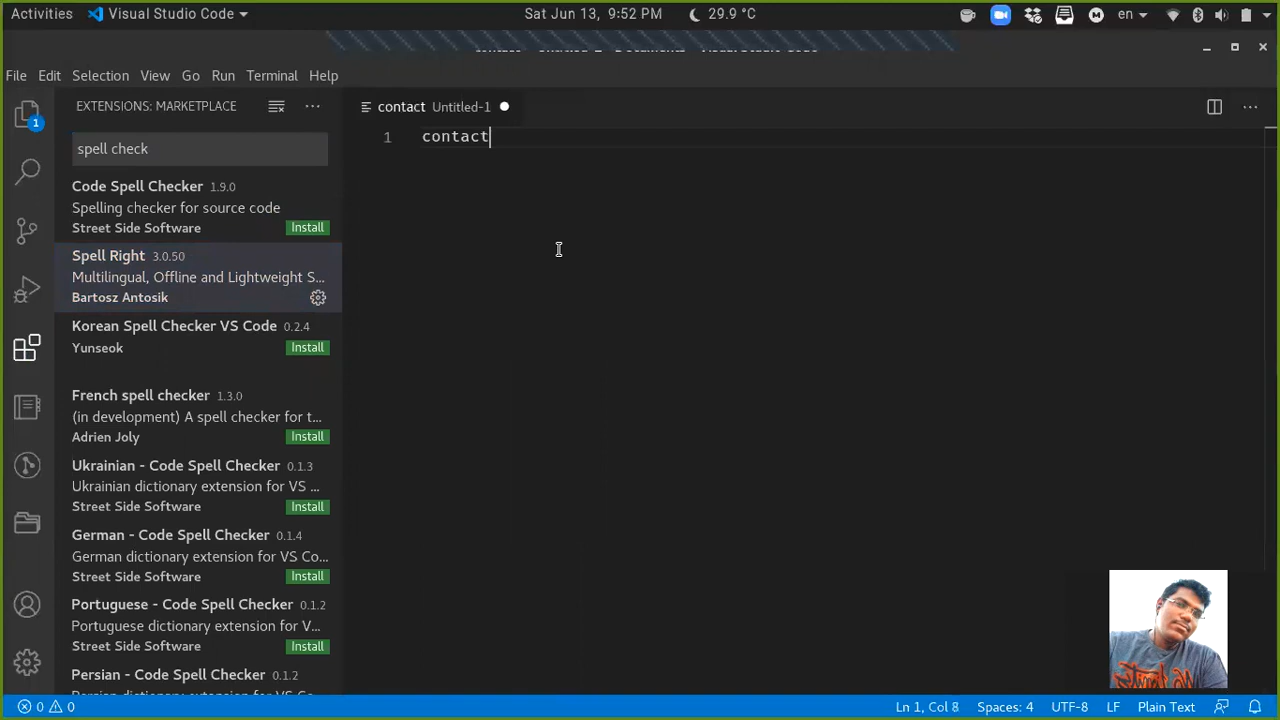 Activities Visual Studio Code Sat Jun 13, 9:52 PM 29.9 °C en
File Edit Selection View Go Run Terminal Help
EXTENSIONS: MARKETPLACE
contact Untitled-1
1 contact
spell check
Code Spell Checker 1.9.0
Spelling checker for source code
Street Side Software Install
Spell Right 3.0.50
Multilingual, Offline and Lightweight S...
Bartosz Antosik
Korean Spell Checker VS Code 0.2.4
Yunseok Install
French spell checker 1.3.0
(in development) A spell checker for t...
Adrien Joly Install
Ukrainian - Code Spell Checker 0.1.3
Ukrainian dictionary extension for VS ...
Street Side Software Install
German - Code Spell Checker 0.1.4
German dictionary extension for VS Co...
Street Side Software Install
Portuguese - Code Spell Checker 0.1.2
Portuguese dictionary extension for V...
Street Side Software Install
Persian - Code Spell Checker 0.1.2
0 0 Ln 1, Col 8 Spaces: 4 UTF-8 LF Plain Text